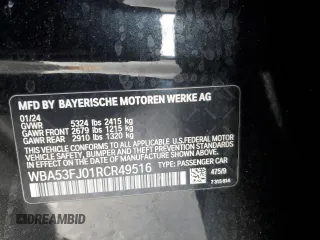 MFD BY BAYERISCHE MOTOREN WERKE AG
01/24
GVWR 5324 lbs 2415 kg
GAWR FRONT 2679 lbs 1215 kg
GAWR REAR 2910 lbs 1320 kg
THIS VEHICLE CONFORMS TO ALL APPLICABLE
FEDERAL MOTOR VEHICLE SAFETY, BUMPER,
AND THEFT PREVENTION STANDARDS IN EFFECT
ON THE DATE OF MANUFACTURE SHOWN ABOVE.
WBA53FJ01RCR49516
TYPE: PASSENGER CAR
475/9